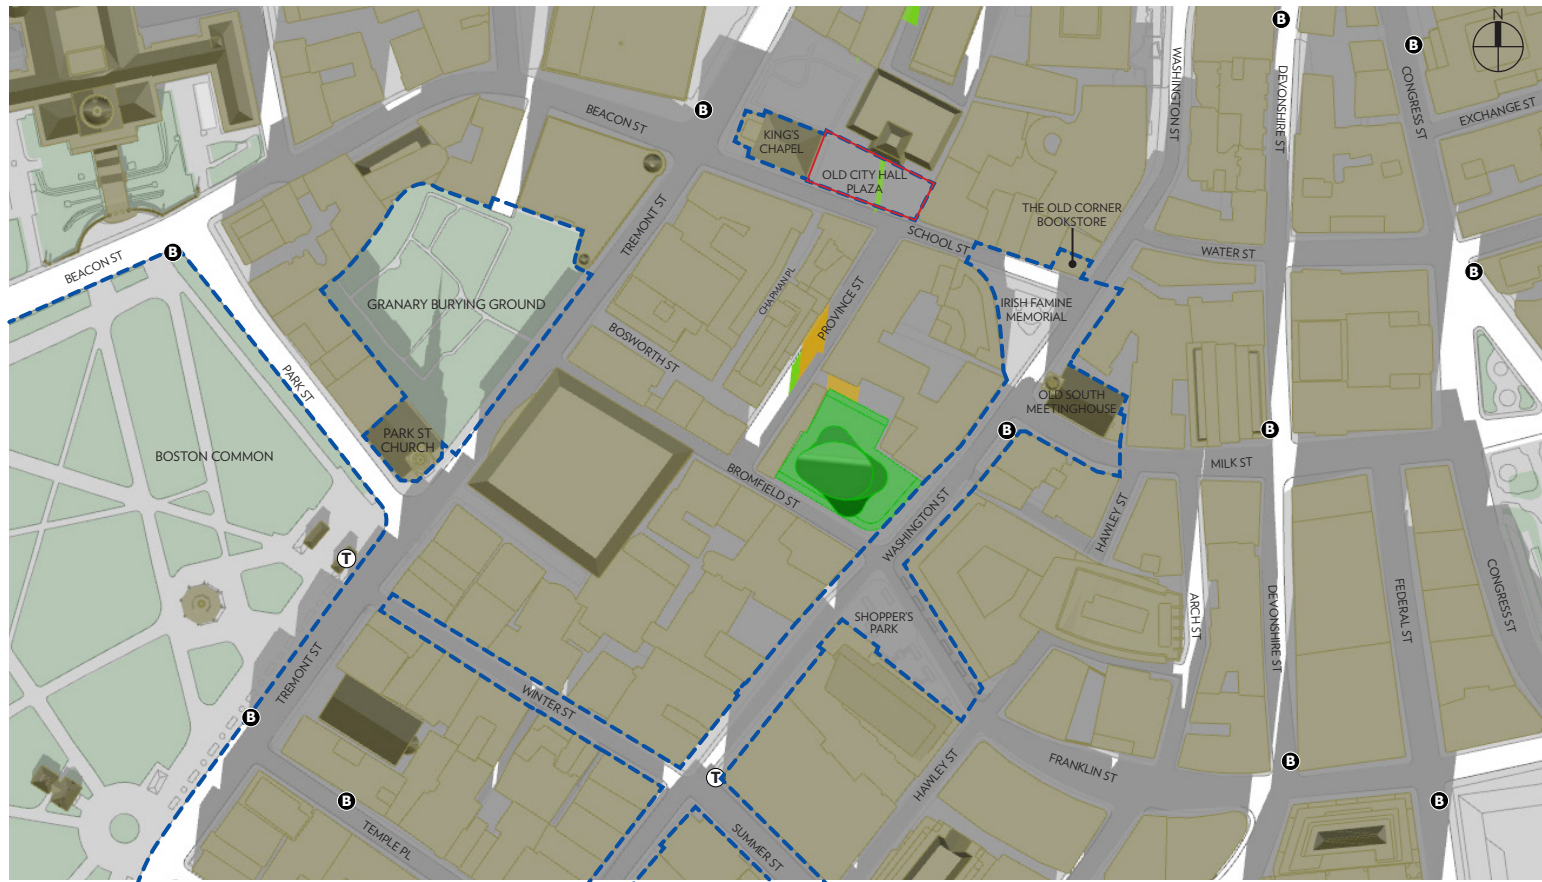 B
N
B
WASHINGTON ST
DEVONSHIRE ST
CONGRESS ST
EXCHANGE ST
BEACON ST
B
KING'S
CHAPEL
OLD CITY HALL
PLAZA
THE OLD CORNER
BOOKSTORE
TREMONT ST
SCHOOL ST
WATER ST
BEACON ST
B
B
CHAPMAN PL
PROVINCE ST
GRANARY BURYING GROUND
IRISH FAMINE
MEMORIAL
BOSWORTH ST
PARK ST
OLD SOUTH
MEETINGHOUSE
PARK ST
CHURCH
B
B
BOSTON COMMON
MILK ST
BROMFIELD ST
WASHINGTON ST
HAWLEY ST
T
SHOPPER'S
PARK
ARCH ST
DEVONSHIRE ST
FEDERAL ST
CONGRESS ST
TREMONT ST
WINTER ST
B
T
HAWLEY ST
FRANKLIN ST
B
B
B
TEMPLE PL
SUMMER ST